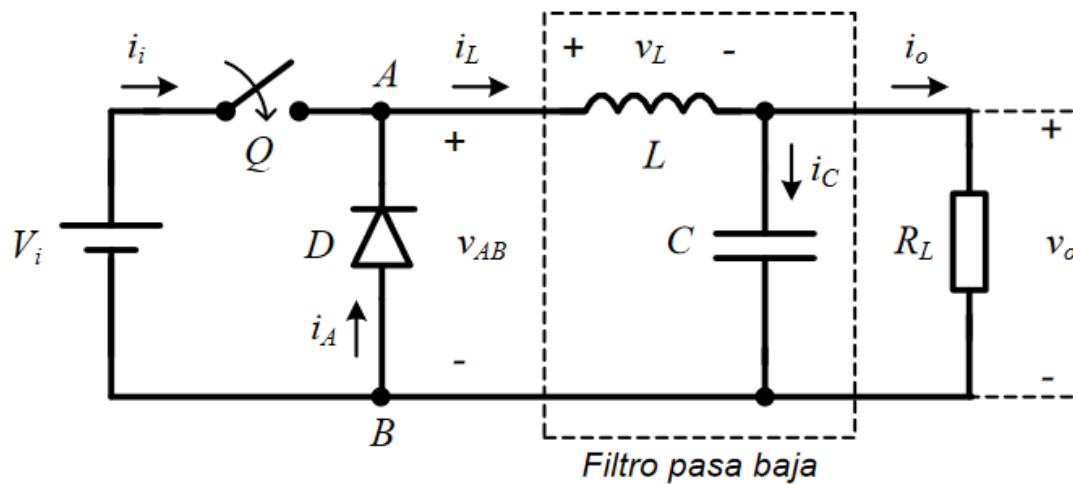 i_i
Q
A
i_L
+ v_L -
L
i_o
+
V_i
D
i_A
+
v_AB
-
C
i_C
R_L
v_o
-
B
Filtro pasa baja